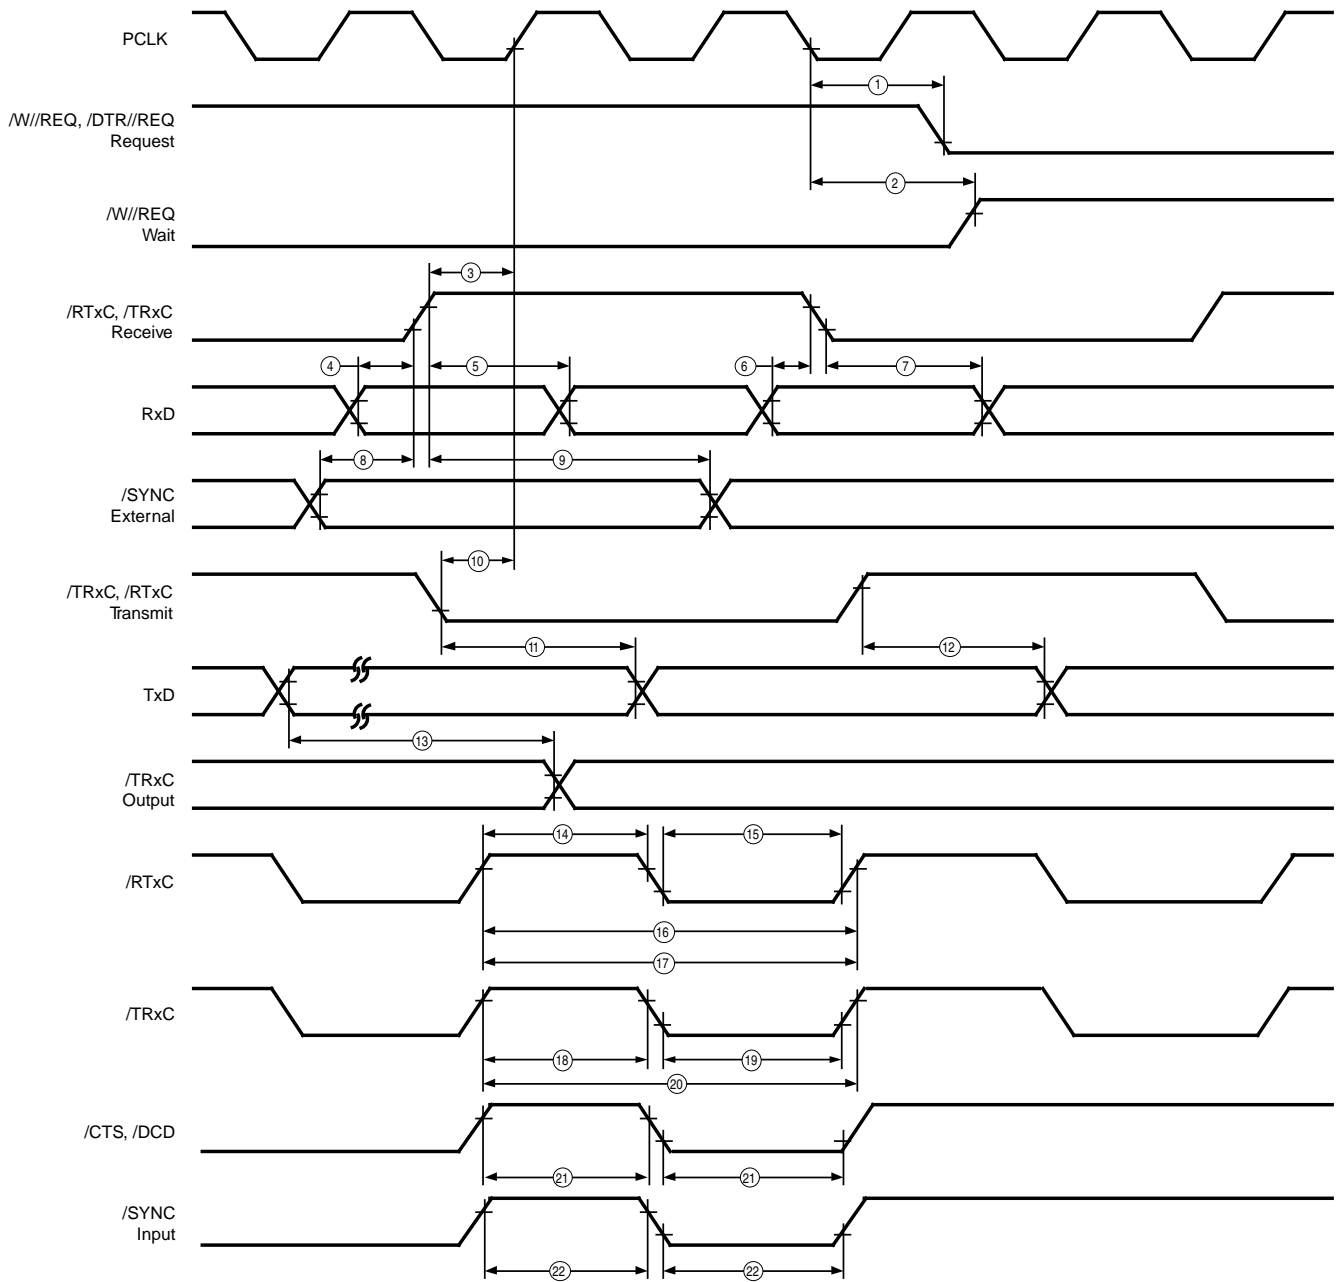 PCLK
1
/W//REQ, /DTR//REQ
Request
2
/W//REQ
Wait
3
/RTxC, /TRxC
Receive
4
5
6
7
RxD
8
9
/SYNC
External
10
/TRxC, /RTxC
Transmit
11
12
TxD
13
/TRxC
Output
14
15
/RTxC
16
17
/TRxC
18
19
20
/CTS, /DCD
21
21
/SYNC
Input
22
22